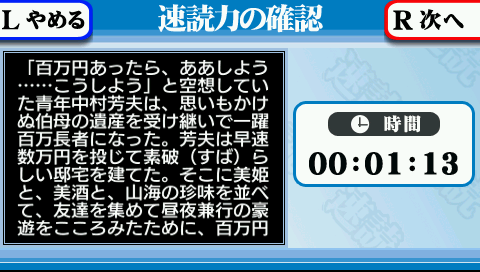 L やめる
速読力の確認
R 次へ
「百万円あったら、ああしよう
……こうしよう」と空想してい
た青年中村芳夫は、思いもかけ
ぬ伯母の遺産を受け継いで一躍
百万長者になった。芳夫は早速
数万円を投じて素破（すば）ら
しい邸宅を建てた。そこに美姫
と、美酒と、山海の珍味を並べ
て、友達を集めて昼夜兼行の豪
遊をこころみたために、百万円
時間
00:01:13